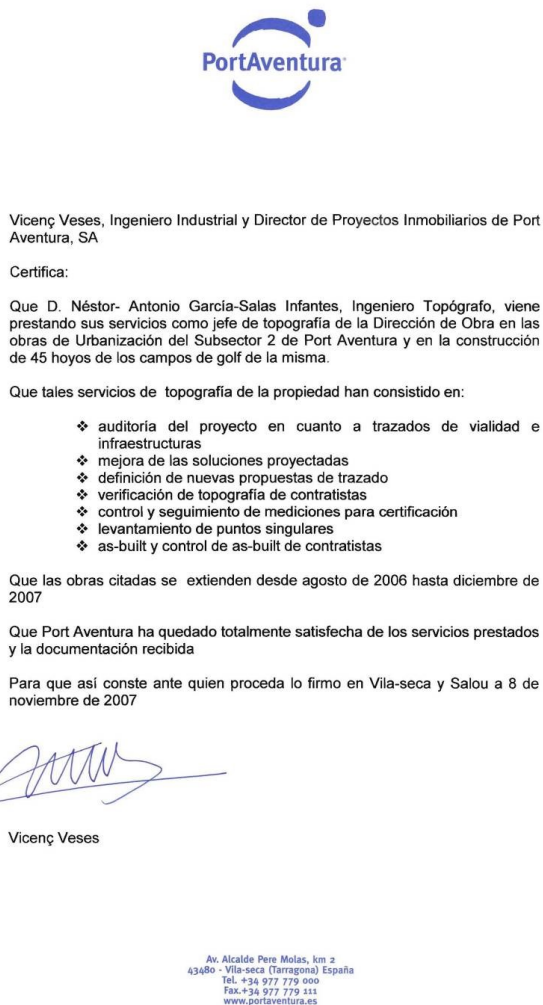 PortAventura
Vicenç Veses, Ingeniero Industrial y Director de Proyectos Inmobiliarios de Port
Aventura, SA
Certifica:
Que D. Néstor- Antonio García-Salas Infantes, Ingeniero Topógrafo, viene
prestando sus servicios como jefe de topografía de la Dirección de Obra en las
obras de Urbanización del Subsector 2 de Port Aventura y en la construcción
de 45 hoyos de los campos de golf de la misma.
Que tales servicios de topografía de la propiedad han consistido en:
❖ auditoría del proyecto en cuanto a trazados de vialidad e
infraestructuras
❖ mejora de las soluciones proyectadas
❖ definición de nuevas propuestas de trazado
❖ verificación de topografía de contratistas
❖ control y seguimiento de mediciones para certificación
❖ levantamiento de puntos singulares
❖ as-built y control de as-built de contratistas
Que las obras citadas se extienden desde agosto de 2006 hasta diciembre de
2007
Que Port Aventura ha quedado totalmente satisfecha de los servicios prestados
y la documentación recibida
Para que así conste ante quien proceda lo firmo en Vila-seca y Salou a 8 de
noviembre de 2007
Vicenç Veses
Av. Alcalde Pere Molas, km 2
43480 - Vila-seca (Tarragona) España
Tel. +34 977 779 000
Fax.+34 977 779 111
www.portaventura.es